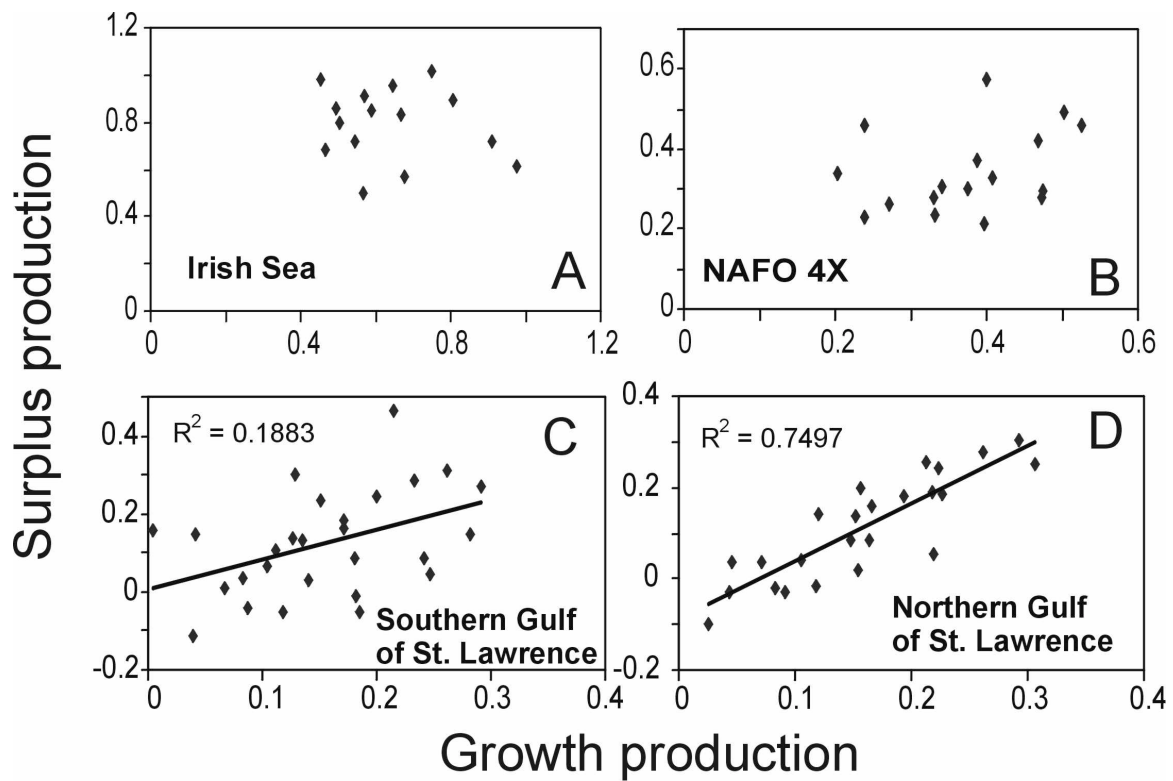 Surplus production
1.2
0.8
0.4
0
Irish Sea
A
0
0.4
0.8
1.2
0.6
0.4
0.2
0
NAFO 4X
B
0
0.2
0.4
0.6
0.4
0.2
0
-0.2
R² = 0.1883
C
Southern Gulf
of St. Lawrence
0
0.1
0.2
0.3
0.4
0.4
0.2
0
-0.2
R² = 0.7497
D
Northern Gulf
of St. Lawrence
0
0.1
0.2
0.3
0.4
Growth production